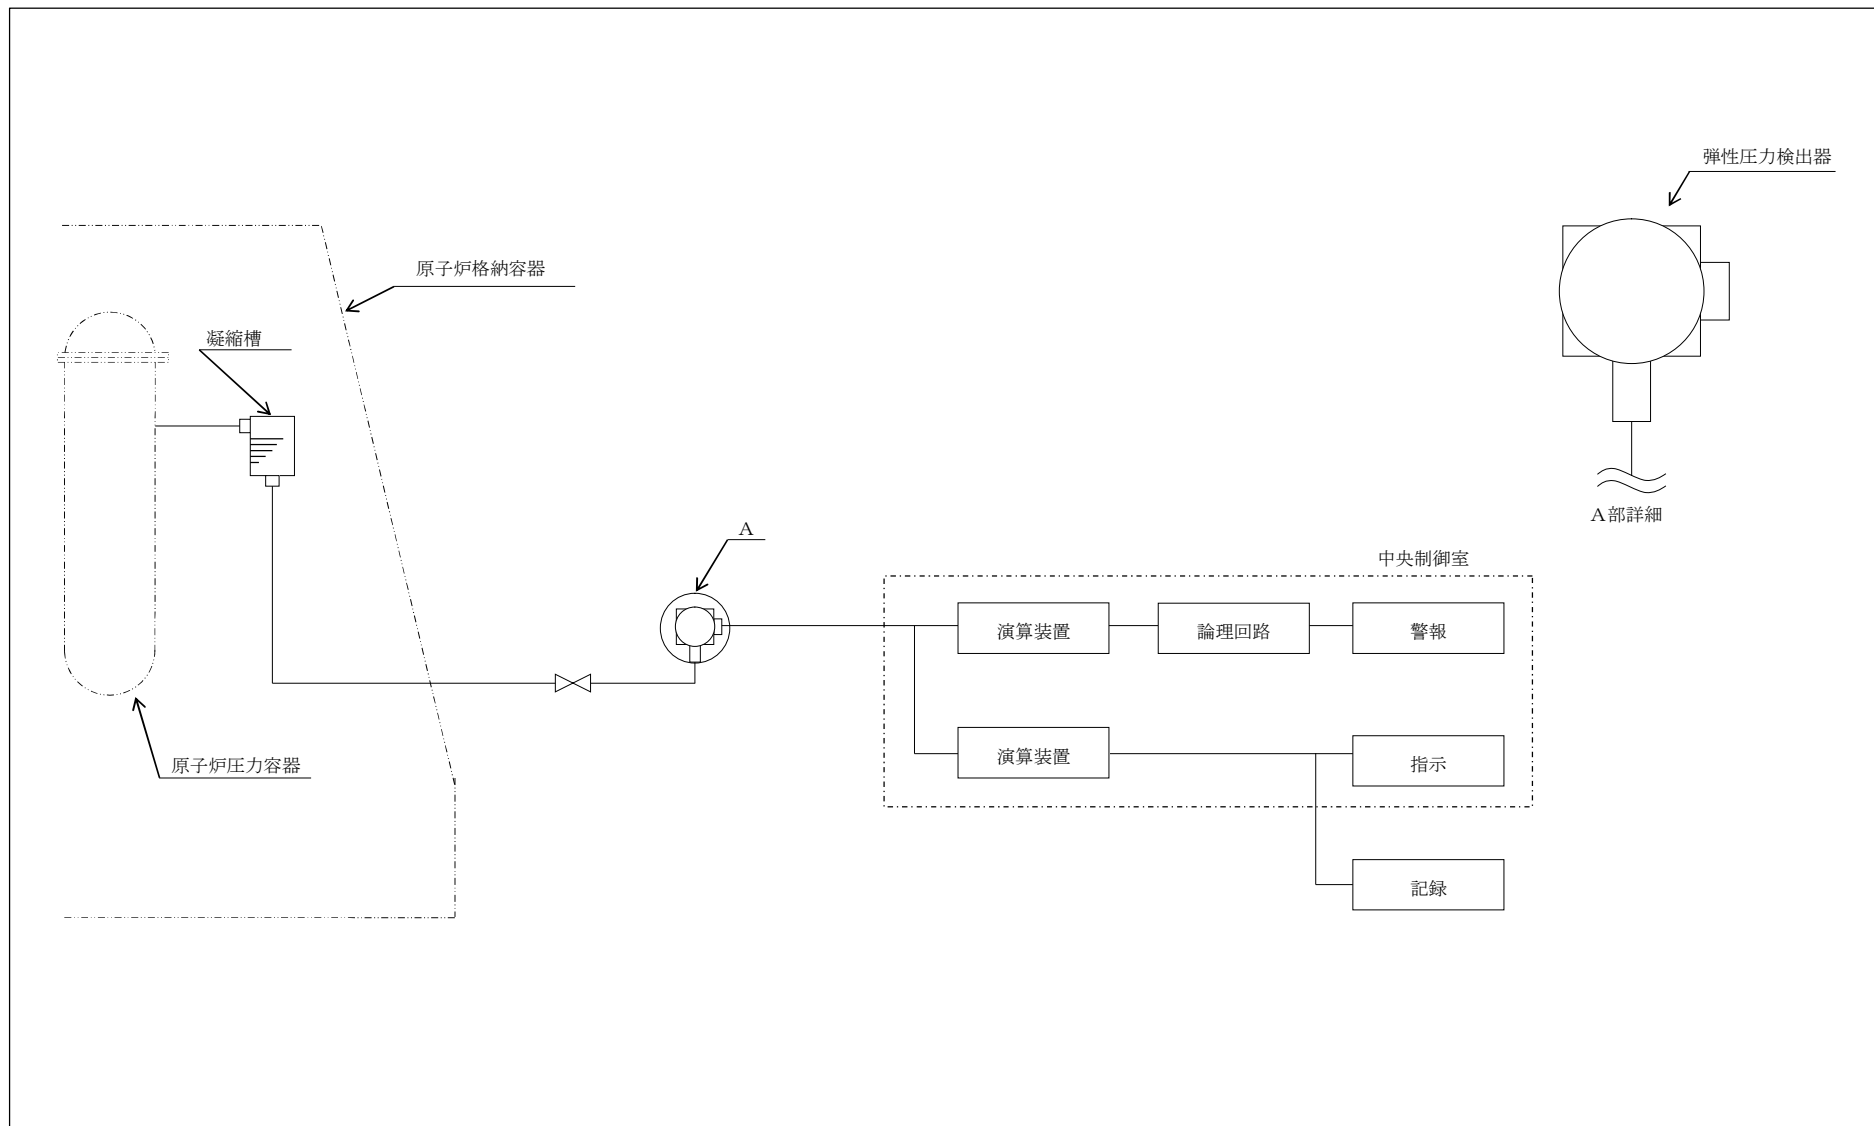 弾性圧力検出器
原子炉格納容器
凝縮槽
A部詳細
A
中央制御室
演算装置
論理回路
警報
原子炉圧力容器
演算装置
指示
記録